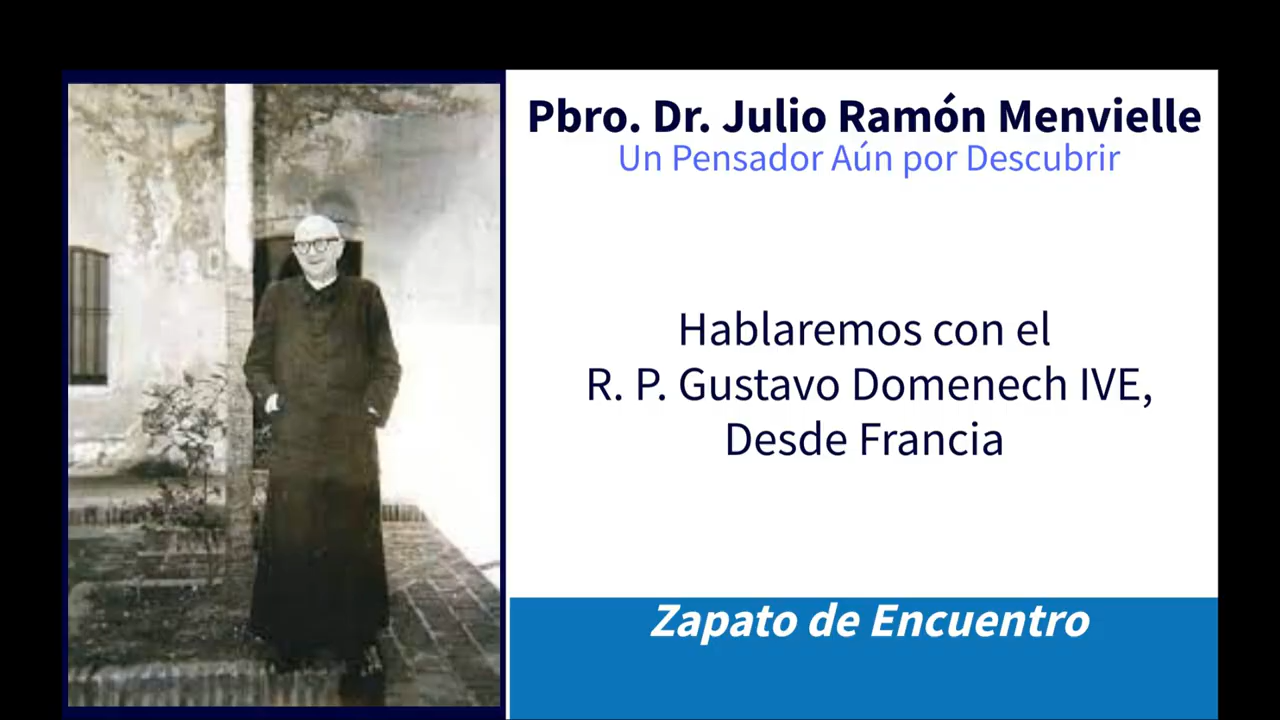 Pbro. Dr. Julio Ramón Menvielle
Un Pensador Aún por Descubrir
Hablaremos con el
R. P. Gustavo Domenech IVE,
Desde Francia
Zapato de Encuentro